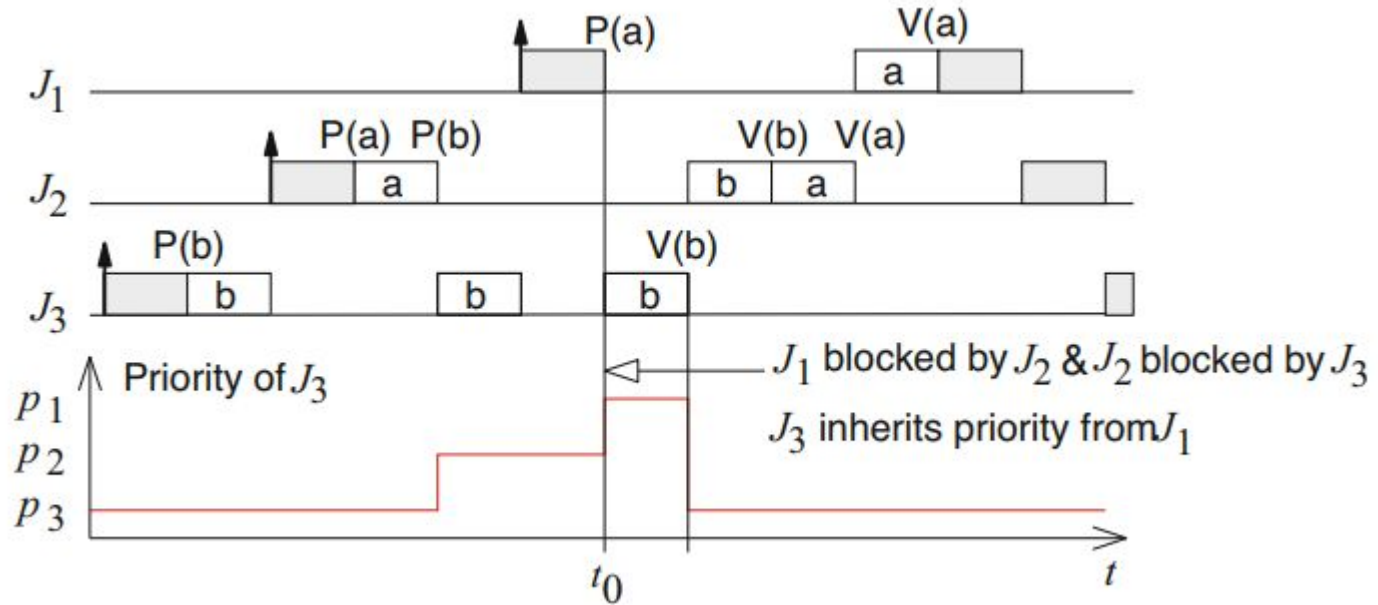 P(a) V(a)
J1 a
P(a) P(b) V(b) V(a)
J2 a b a
P(b) V(b)
J3 b b b
Priority of J3
J1 blocked by J2 & J2 blocked by J3
p1
J3 inherits priority from J1
p2
p3
t0 t